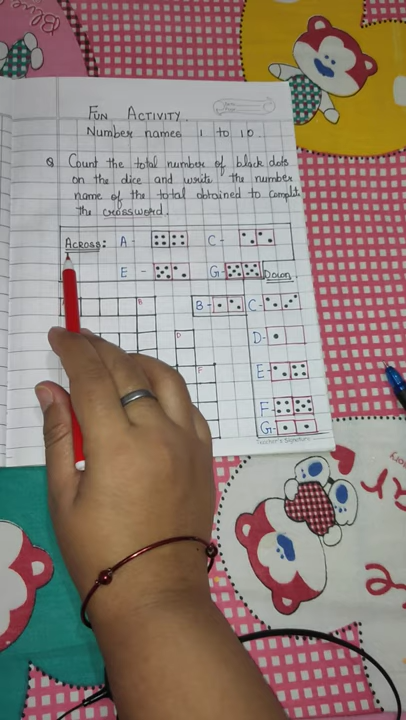 FUN ACTIVITY
Number names 1 to 10.
Q Count the total number of black dots
on the dice and write the number
name of the total obtained to complete
the crossword.
ACROSS: A - C -
E - G - Down
B - C -
B
D - D
E -
F
F -
G -
Teacher's Signature